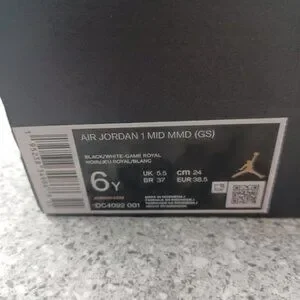 AIR JORDAN 1 MID MMD (GS)
BLACK/WHITE-GAME ROYAL
NOIR/JEU ROYAL/BLANC
6Y
UK 5.5 cm 24
BR 37 EUR 38.5
DC4092 001